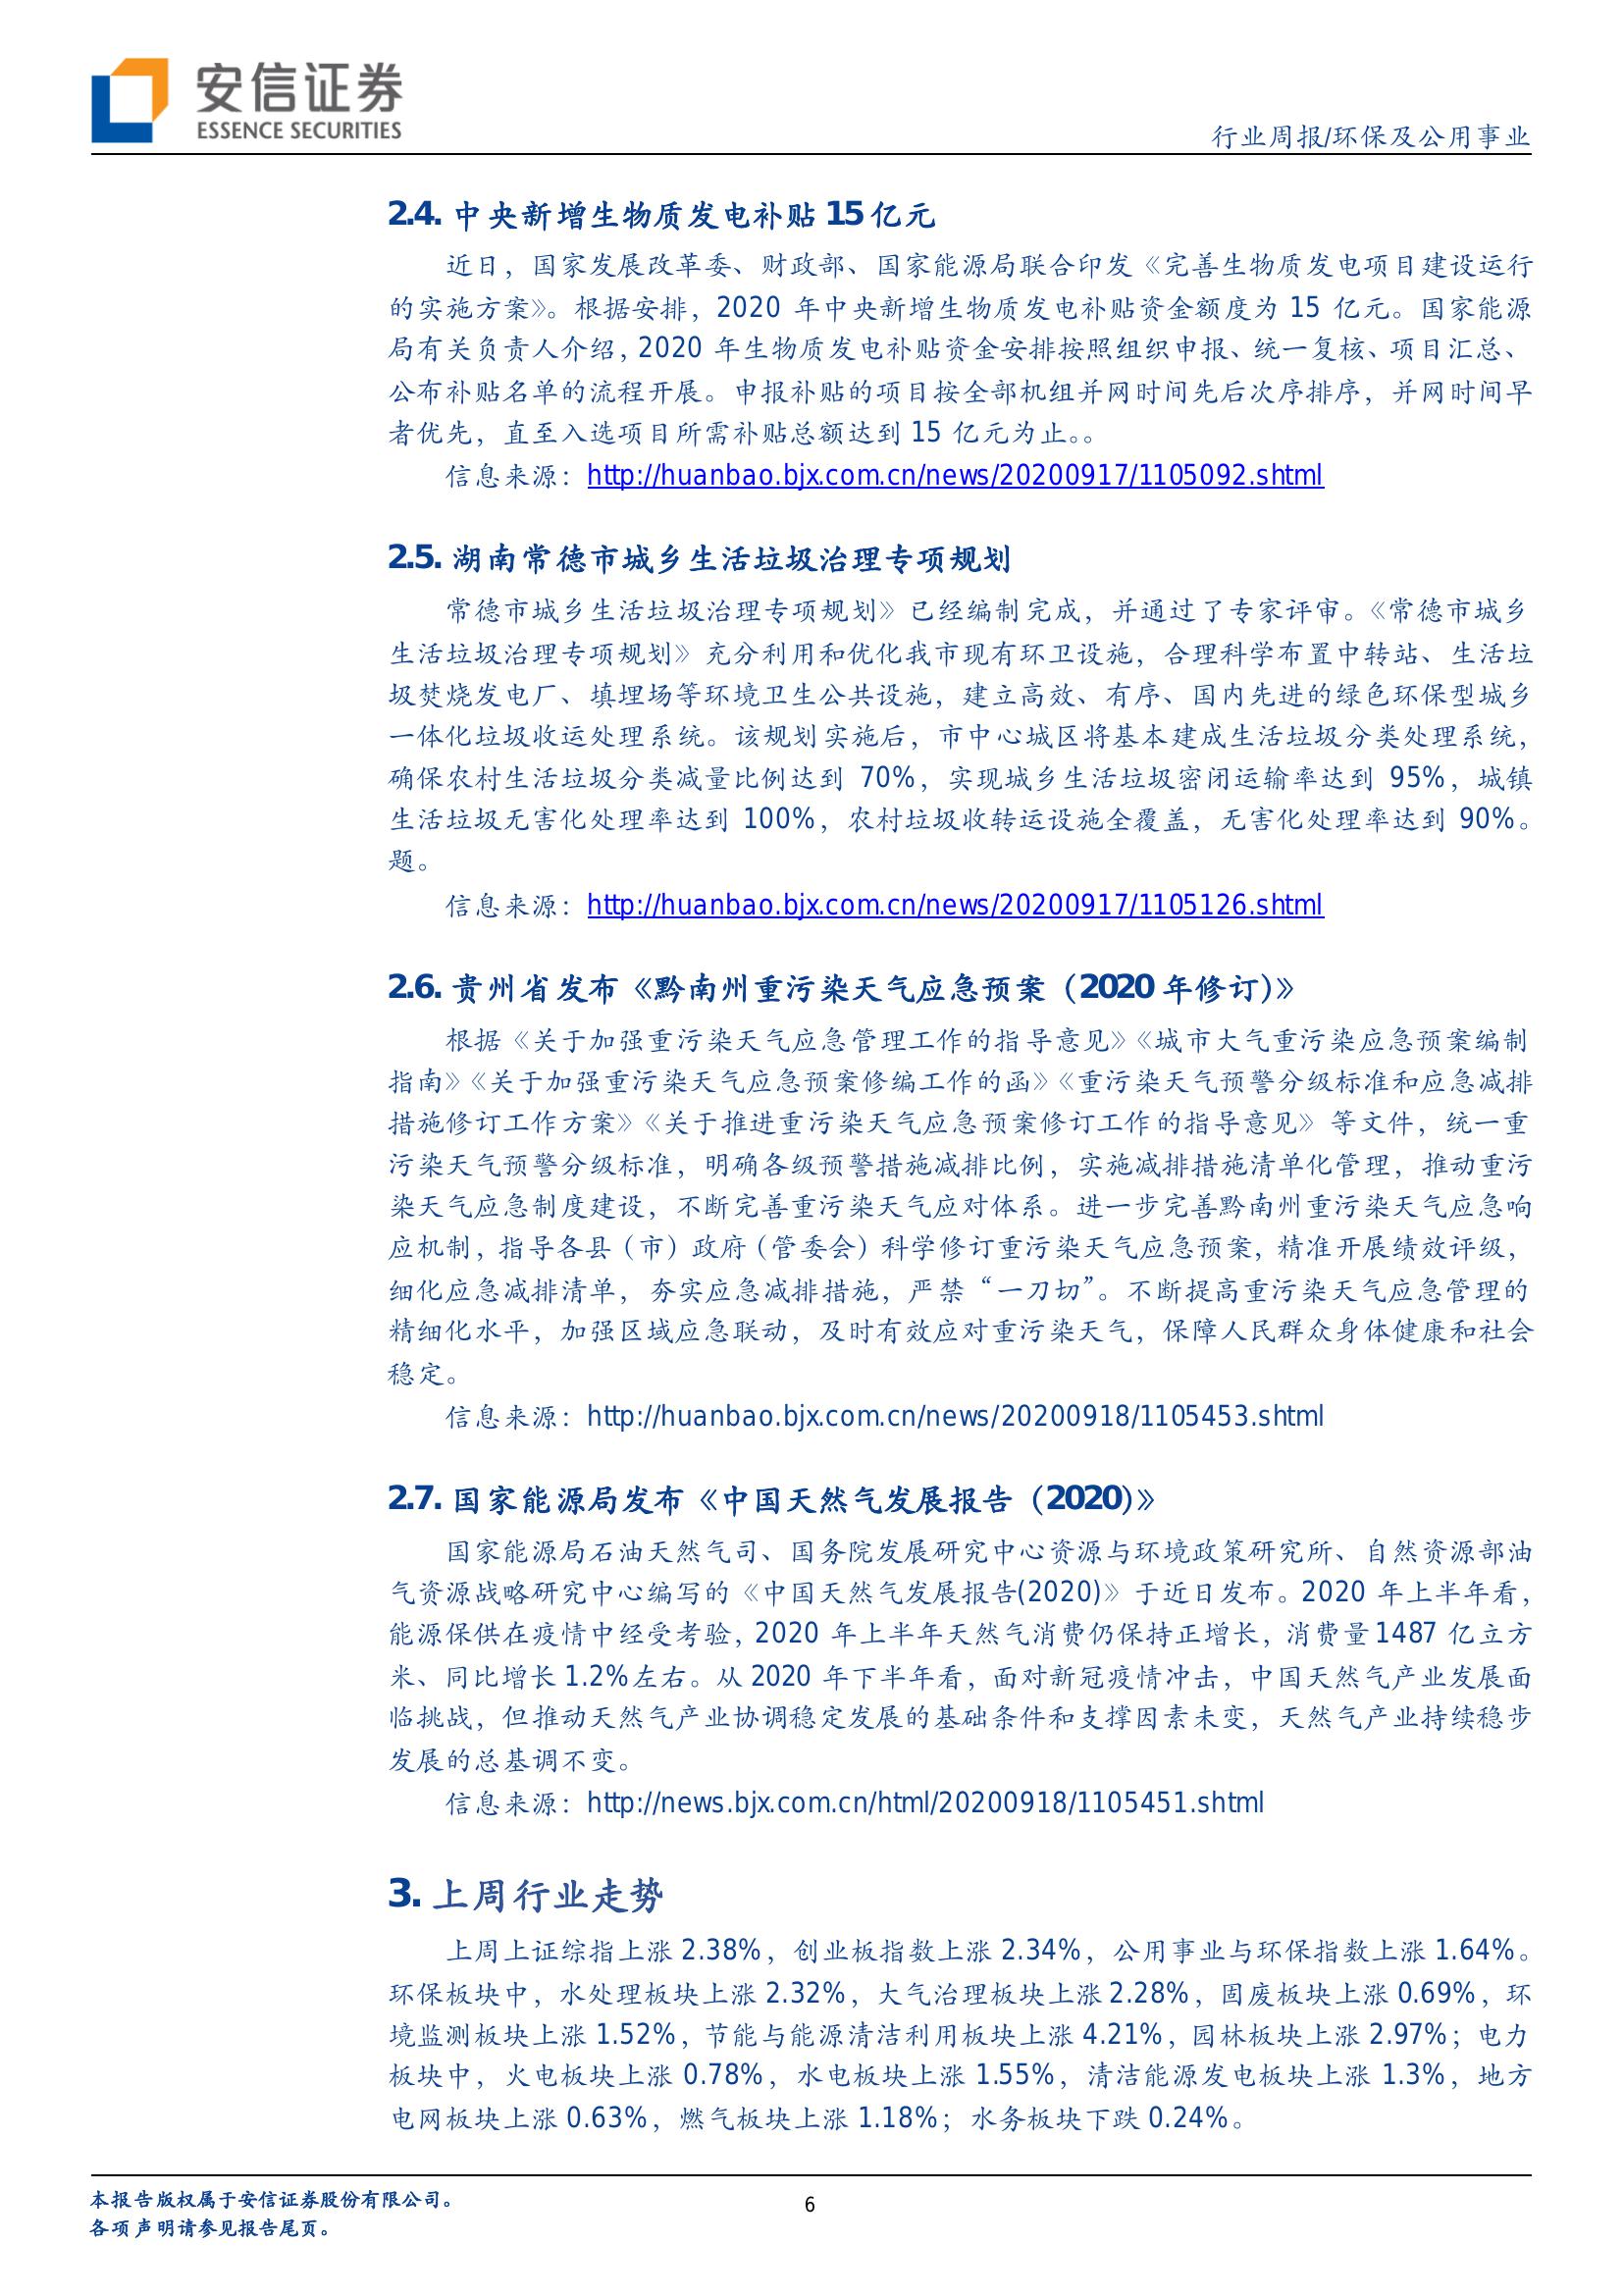 安信证券
ESSENCE SECURITIES
行业周报/环保及公用事业
2.4. 中央新增生物质发电补贴 15 亿元
近日，国家发展改革委、财政部、国家能源局联合印发《完善生物质发电项目建设运行
的实施方案》。根据安排，2020 年中央新增生物质发电补贴资金额度为 15 亿元。国家能源
局有关负责人介绍，2020 年生物质发电补贴资金安排按照组织申报、统一复核、项目汇总、
公布补贴名单的流程开展。申报补贴的项目按全部机组并网时间先后次序排序，并网时间早
者优先，直至入选项目所需补贴总额达到 15 亿元为止。。
信息来源：http://huanbao.bjx.com.cn/news/20200917/1105092.shtml
2.5. 湖南常德市城乡生活垃圾治理专项规划
常德市城乡生活垃圾治理专项规划》已经编制完成，并通过了专家评审。《常德市城乡
生活垃圾治理专项规划》充分利用和优化我市现有环卫设施，合理科学布置中转站、生活垃
圾焚烧发电厂、填埋场等环境卫生公共设施，建立高效、有序、国内先进的绿色环保型城乡
一体化垃圾收运处理系统。该规划实施后，市中心城区将基本建成生活垃圾分类处理系统，
确保农村生活垃圾分类减量比例达到 70%，实现城乡生活垃圾密闭运输率达到 95%，城镇
生活垃圾无害化处理率达到 100%，农村垃圾收转运设施全覆盖，无害化处理率达到 90%。
题。
信息来源：http://huanbao.bjx.com.cn/news/20200917/1105126.shtml
2.6. 贵州省发布《黔南州重污染天气应急预案（2020 年修订)》
根据《关于加强重污染天气应急管理工作的指导意见》《城市大气重污染应急预案编制
指南》《关于加强重污染天气应急预案修编工作的函》《重污染天气预警分级标准和应急减排
措施修订工作方案》《关于推进重污染天气应急预案修订工作的指导意见》等文件，统一重
污染天气预警分级标准，明确各级预警措施减排比例，实施减排措施清单化管理，推动重污
染天气应急制度建设，不断完善重污染天气应对体系。进一步完善黔南州重污染天气应急响
应机制，指导各县（市）政府（管委会）科学修订重污染天气应急预案，精准开展绩效评级，
细化应急减排清单，夯实应急减排措施，严禁“一刀切”。不断提高重污染天气应急管理的
精细化水平，加强区域应急联动，及时有效应对重污染天气，保障人民群众身体健康和社会
稳定。
信息来源：http://huanbao.bjx.com.cn/news/20200918/1105453.shtml
2.7. 国家能源局发布《中国天然气发展报告（2020)》
国家能源局石油天然气司、国务院发展研究中心资源与环境政策研究所、自然资源部油
气资源战略研究中心编写的《中国天然气发展报告(2020)》于近日发布。2020 年上半年看，
能源保供在疫情中经受考验，2020 年上半年天然气消费仍保持正增长，消费量 1487 亿立方
米、同比增长 1.2%左右。从 2020 年下半年看，面对新冠疫情冲击，中国天然气产业发展面
临挑战，但推动天然气产业协调稳定发展的基础条件和支撑因素未变，天然气产业持续稳步
发展的总基调不变。
信息来源：http://news.bjx.com.cn/html/20200918/1105451.shtml
3. 上周行业走势
上周上证综指上涨 2.38%，创业板指数上涨 2.34%，公用事业与环保指数上涨 1.64%。
环保板块中，水处理板块上涨 2.32%，大气治理板块上涨 2.28%，固废板块上涨 0.69%，环
境监测板块上涨 1.52%，节能与能源清洁利用板块上涨 4.21%，园林板块上涨 2.97%；电力
板块中，火电板块上涨 0.78%，水电板块上涨 1.55%，清洁能源发电板块上涨 1.3%，地方
电网板块上涨 0.63%，燃气板块上涨 1.18%；水务板块下跌 0.24%。
本报告版权属于安信证券股份有限公司。
各项声明请参见报告尾页。
6